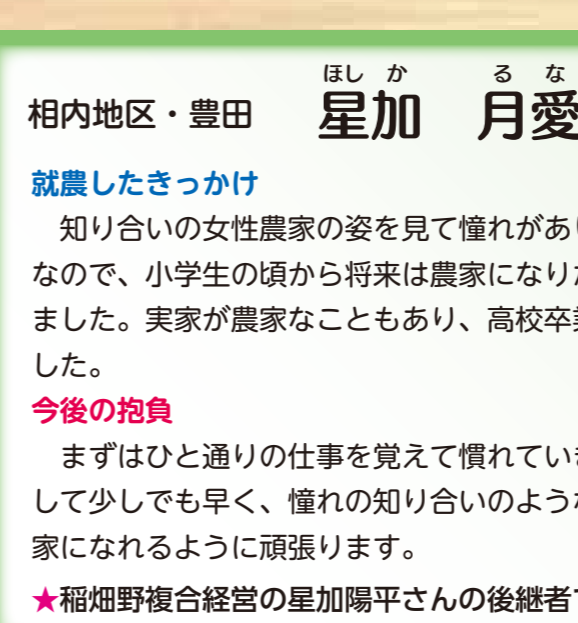 ほし か る な
相内地区・豊田 星加 月愛
就農したきっかけ
知り合いの女性農家の姿を見て憧れがあり
なので、小学生の頃から将来は農家になりた
ました。実家が農家なこともあり、高校卒業
した。
今後の抱負
まずはひと通りの仕事を覚えて慣れていき
して少しでも早く、憧れの知り合いのような
家になれるように頑張ります。
★稲畑野複合経営の星加陽平さんの後継者で